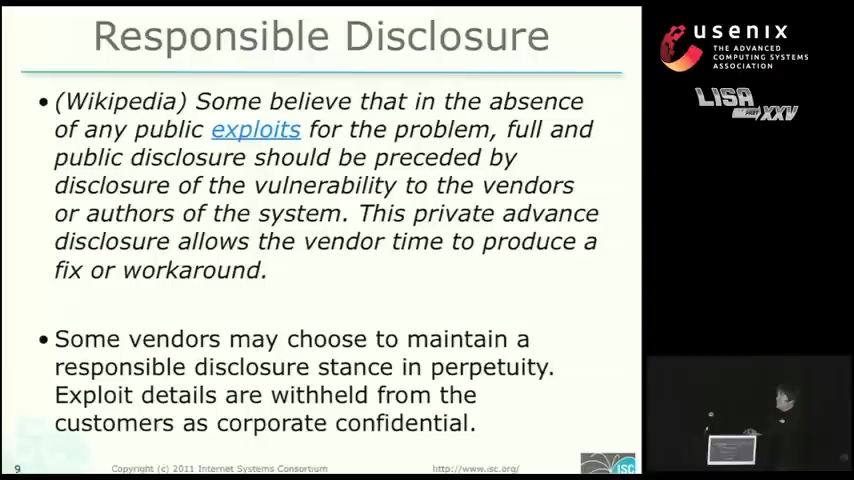 Responsible Disclosure
• (Wikipedia) Some believe that in the absence
of any public exploits for the problem, full and
public disclosure should be preceded by
disclosure of the vulnerability to the vendors
or authors of the system. This private advance
disclosure allows the vendor time to produce a
fix or workaround.
• Some vendors may choose to maintain a
responsible disclosure stance in perpetuity.
Exploit details are withheld from the
customers as corporate confidential.
9
Copyright (c) 2011 Internet Systems Consortium
http://www.isc.org/
ISC
usenix
THE ADVANCED
COMPUTING SYSTEMS
ASSOCIATION
LISA
XXV